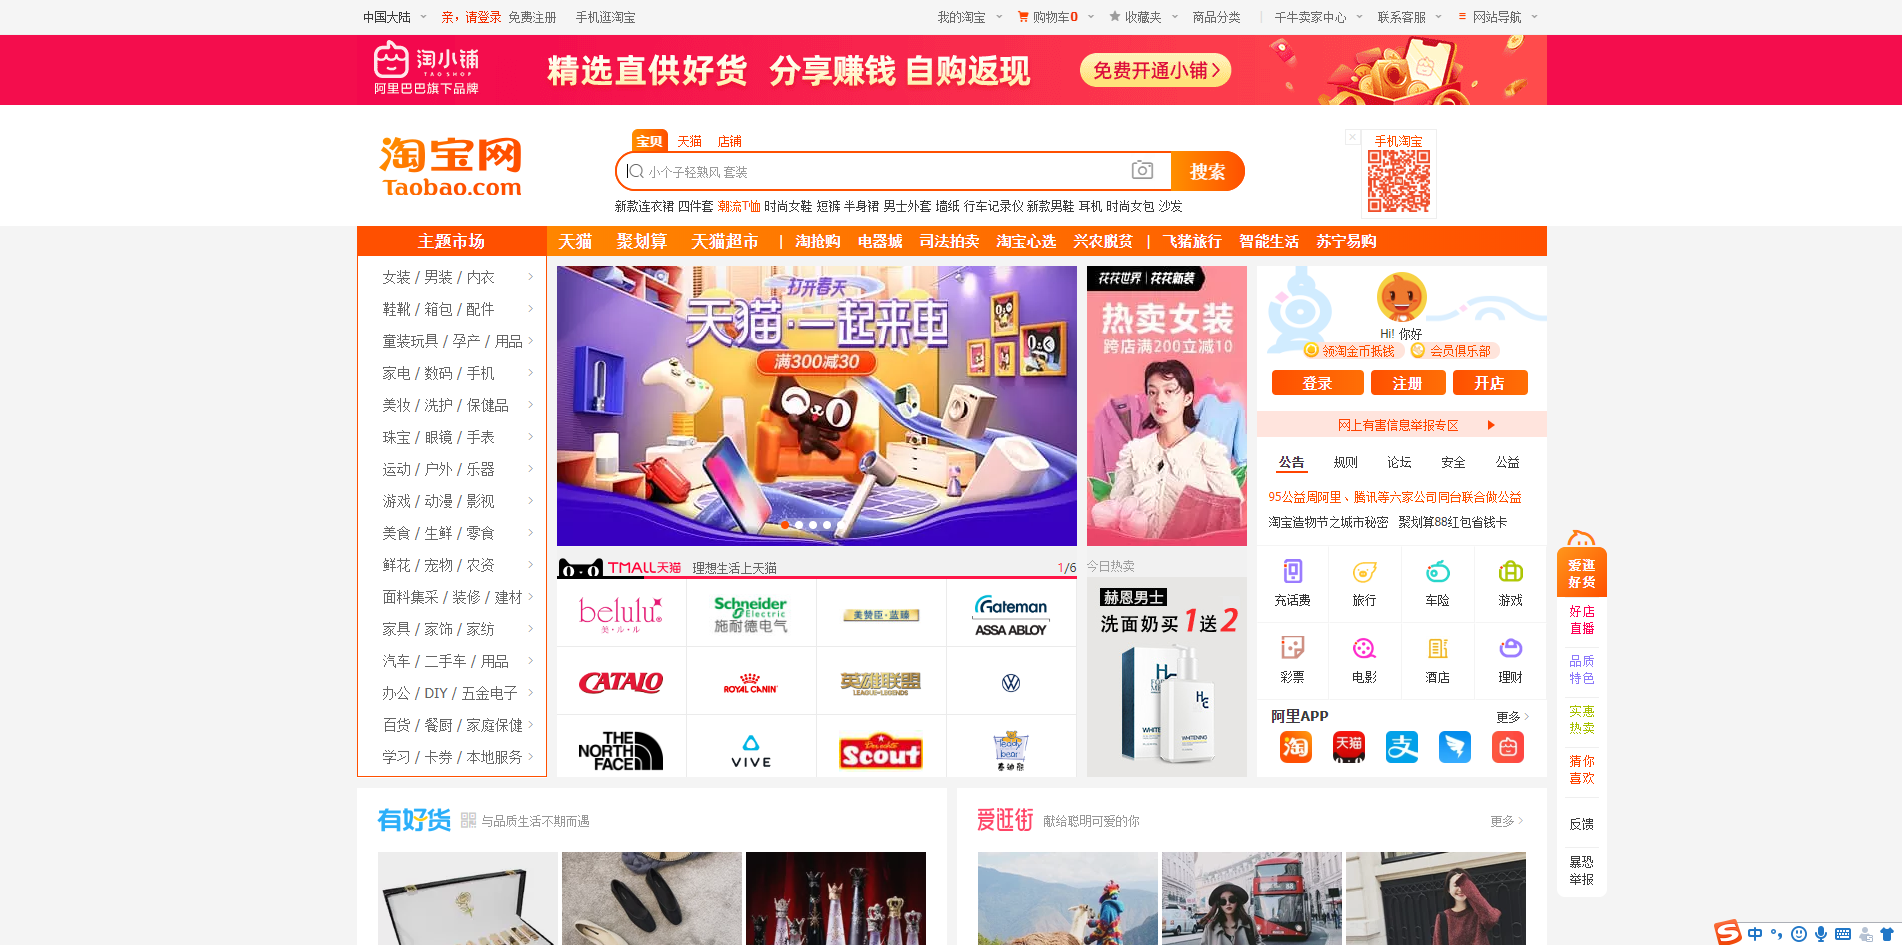 中国大陆 亲，请登录 免费注册 手机逛淘宝
我的淘宝 购物车0 收藏夹 商品分类 千牛卖家中心 联系客服 网站导航
淘小铺
TAO SHOP
阿里巴巴旗下品牌
精选直供好货 分享赚钱 自购返现
免费开通小铺
淘宝网
Taobao.com
宝贝 天猫 店铺
小个子轻熟风 套装
搜索
新款连衣裙 四件套 潮流T恤 时尚女鞋 短裤 半身裙 男士外套 墙纸 行车记录仪 新款男鞋 耳机 时尚女包 沙发
手机淘宝
主题市场
天猫 聚划算 天猫超市 | 淘抢购 电器城 司法拍卖 淘宝心选 兴农脱贫 | 飞猪旅行 智能生活 苏宁易购
女装 / 男装 / 内衣
鞋靴 / 箱包 / 配件
童装玩具 / 孕产 / 用品
家电 / 数码 / 手机
美妆 / 洗护 / 保健品
珠宝 / 眼镜 / 手表
运动 / 户外 / 乐器
游戏 / 动漫 / 影视
美食 / 生鲜 / 零食
鲜花 / 宠物 / 农资
面料集采 / 装修 / 建材
家具 / 家饰 / 家纺
汽车 / 二手车 / 用品
办公 / DIY / 五金电子
百货 / 餐厨 / 家庭保健
学习 / 卡券 / 本地服务
打开春天
天猫·一起来电
满300减30
花花世界 花花新装
热卖女装
跨店满200立减10
Hi! 你好
领淘金币抵钱 会员俱乐部
登录 注册 开店
网上有害信息举报专区
公告 规则 论坛 安全 公益
95公益周阿里、腾讯等六家公司同台联合做公益
淘宝造物节之城市秘密 聚划算88红包省钱卡
TMALL天猫 理想生活上天猫 1/6
belulu
美·ル·ル
Schneider
Electric
施耐德电气
美赞臣·蓝臻
Gateman
ASSA ABLOY
CATALO
ROYAL CANIN
英雄联盟
LEAGUE of LEGENDS
THE
NORTH
FACE
VIVE
Der echte
Scout
Teddy
bear
泰迪熊
今日热卖
赫恩男士
洗面奶买1送2
WHITENING
充话费 旅行 车险 游戏
彩票 电影 酒店 理财
阿里APP 更多
淘 天猫 支
爱逛
好货
好店
直播
品质
特色
实惠
热卖
猜你
喜欢
反馈
暴恐
举报
有好货 与品质生活不期而遇
爱逛街 献给聪明可爱的你 更多
中